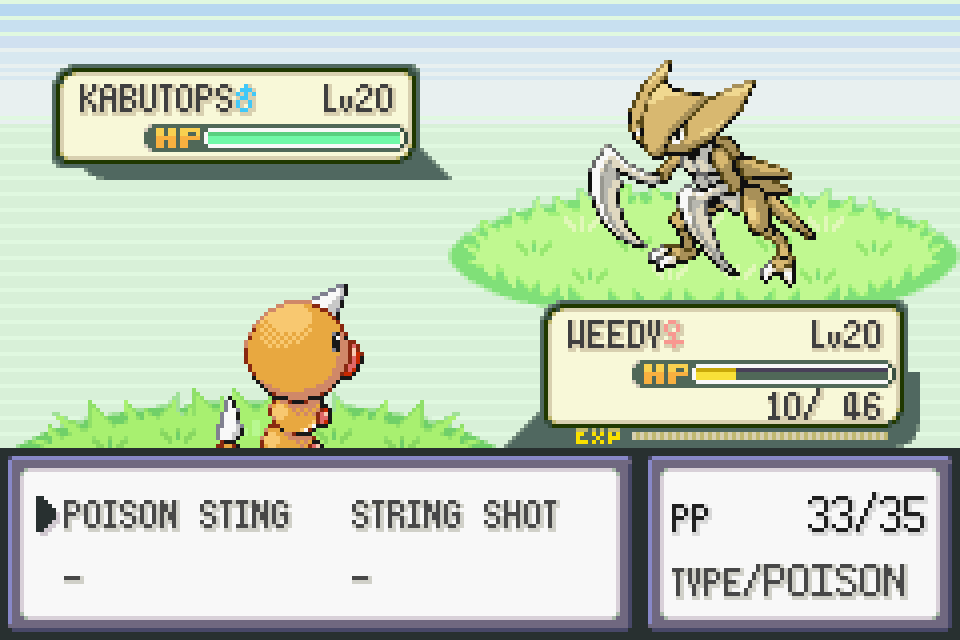 KABUTOPS♂ Lv20
HP
WEEDY♀ Lv20
HP
10/ 46
EXP
▶POISON STING STRING SHOT
– –
PP 33/35
TYPE/POISON